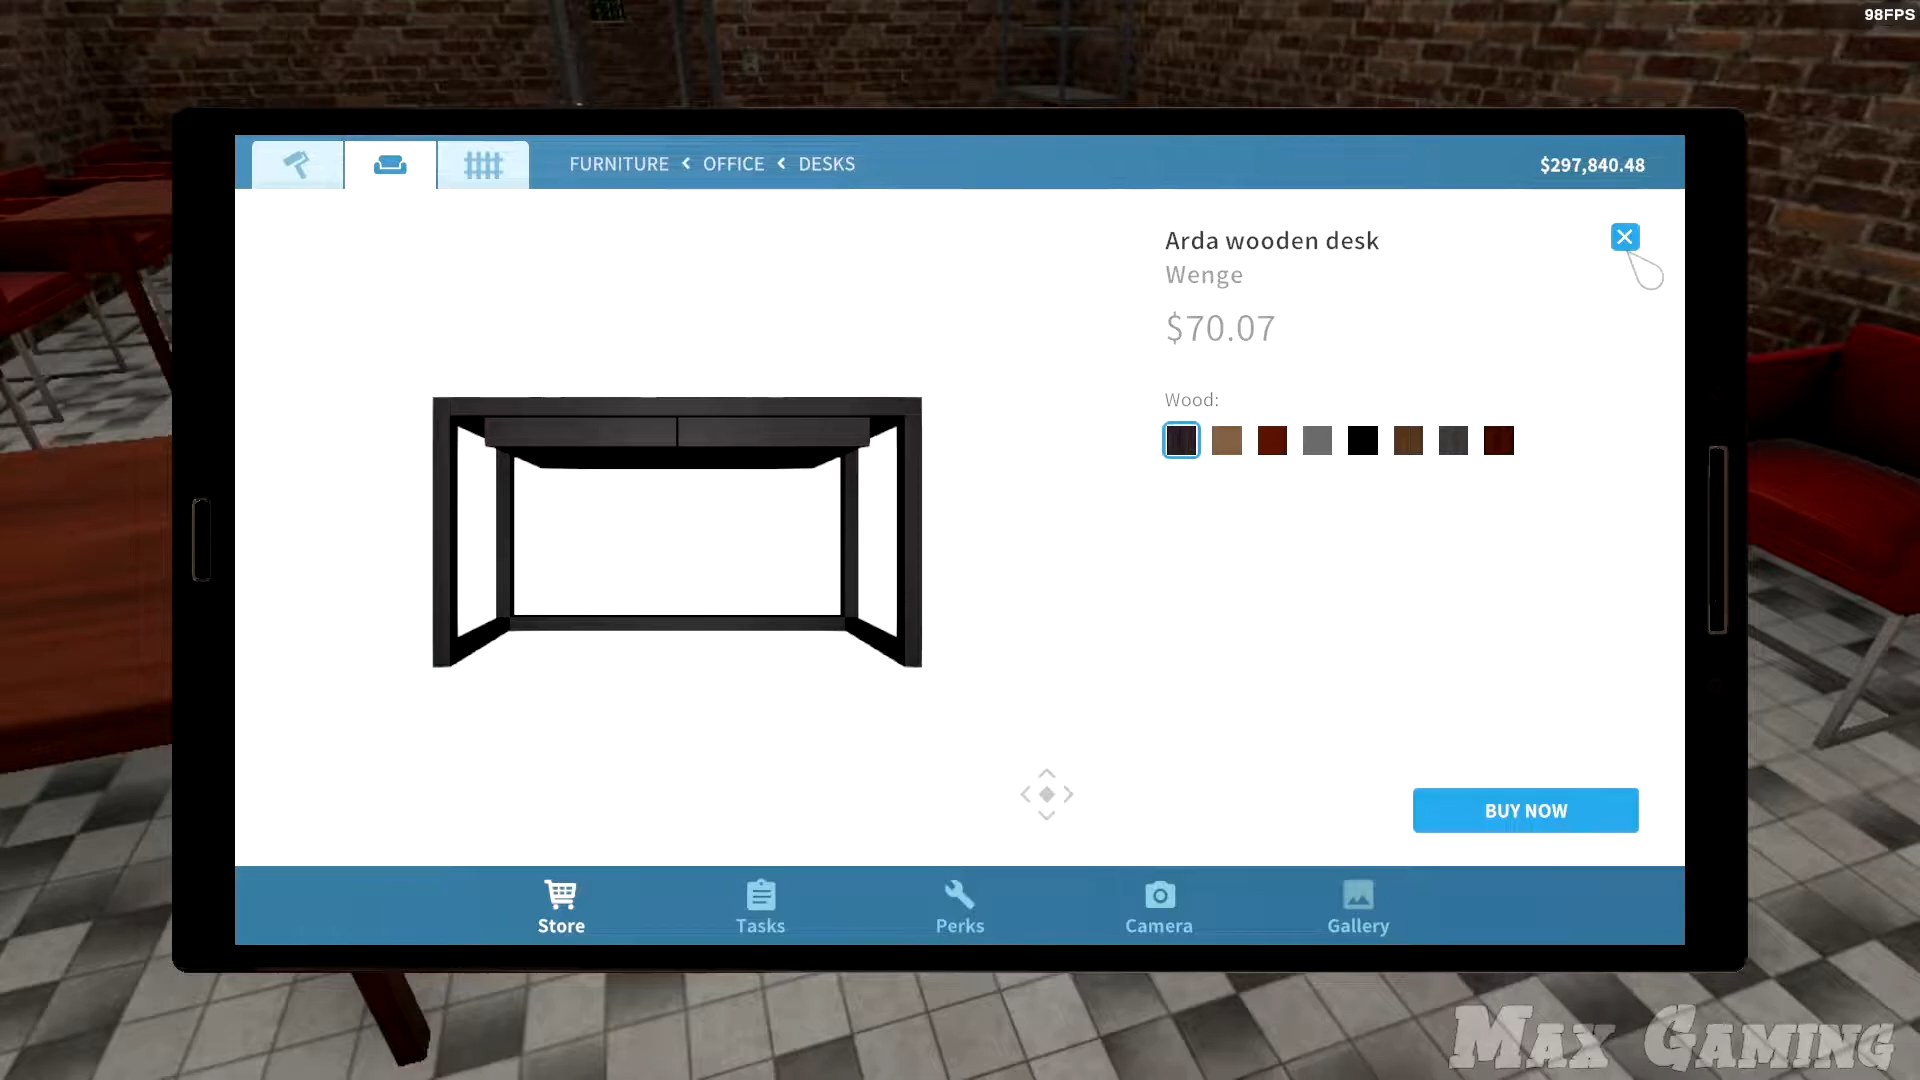 98FPS
FURNITURE < OFFICE < DESKS
$297,840.48
Arda wooden desk
Wenge
$70.07
Wood:
BUY NOW
Store
Tasks
Perks
Camera
Gallery
MAX GAMING